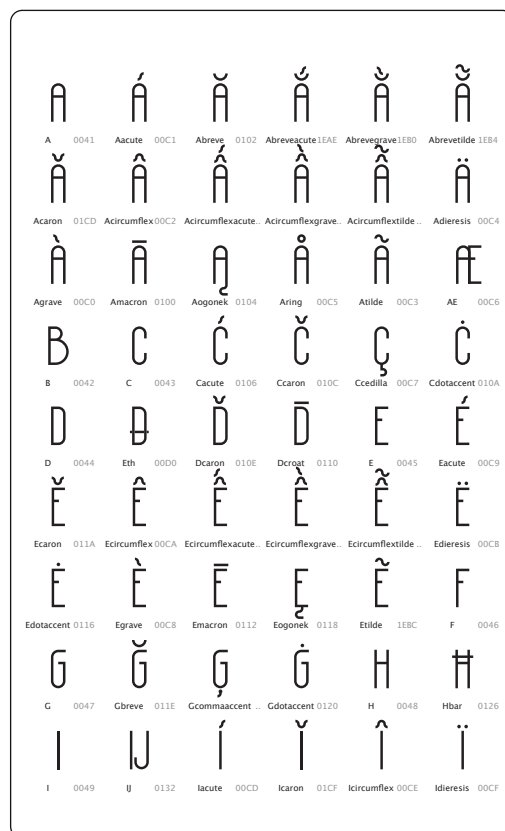 A Á Ă Ắ Ằ Ẵ
A 0041 Aacute 00C1 Abreve 0102 Abreveacute 1EAE Abrevegrave 1EB0 Abrevetilde 1EB4
Ǎ Â Ấ Ầ Ẫ Ä
Acaron 01CD Acircumflex 00C2 Acircumflexacute.. Acircumflexgrave.. Acircumflextilde.. Adieresis 00C4
À Ā Ą Å Ã Æ
Agrave 00C0 Amacron 0100 Aogonek 0104 Aring 00C5 Atilde 00C3 AE 00C6
B C Ć Č Ç Ċ
B 0042 C 0043 Cacute 0106 Ccaron 010C Ccedilla 00C7 Cdotaccent 010A
D Ð Ď D̄ E É
D 0044 Eth 00D0 Dcaron 010E Dcroat 0110 E 0045 Eacute 00C9
Ě Ê Ế Ề Ễ Ë
Ecaron 011A Ecircumflex 00CA Ecircumflexacute.. Ecircumflexgrave.. Ecircumflextilde.. Edieresis 00CB
Ė È Ē Ę Ẽ F
Edotaccent 0116 Egrave 00C8 Emacron 0112 Eogonek 0118 Etilde 1EBC F 0046
G Ğ Ģ Ġ H Ħ
G 0047 Gbreve 011E Gcommaaccent .. Gdotaccent 0120 H 0048 Hbar 0126
I IJ Í Ǐ Î Ï
I 0049 IJ 0132 Iacute 00CD Icaron 01CF Icircumflex 00CE Idieresis 00CF